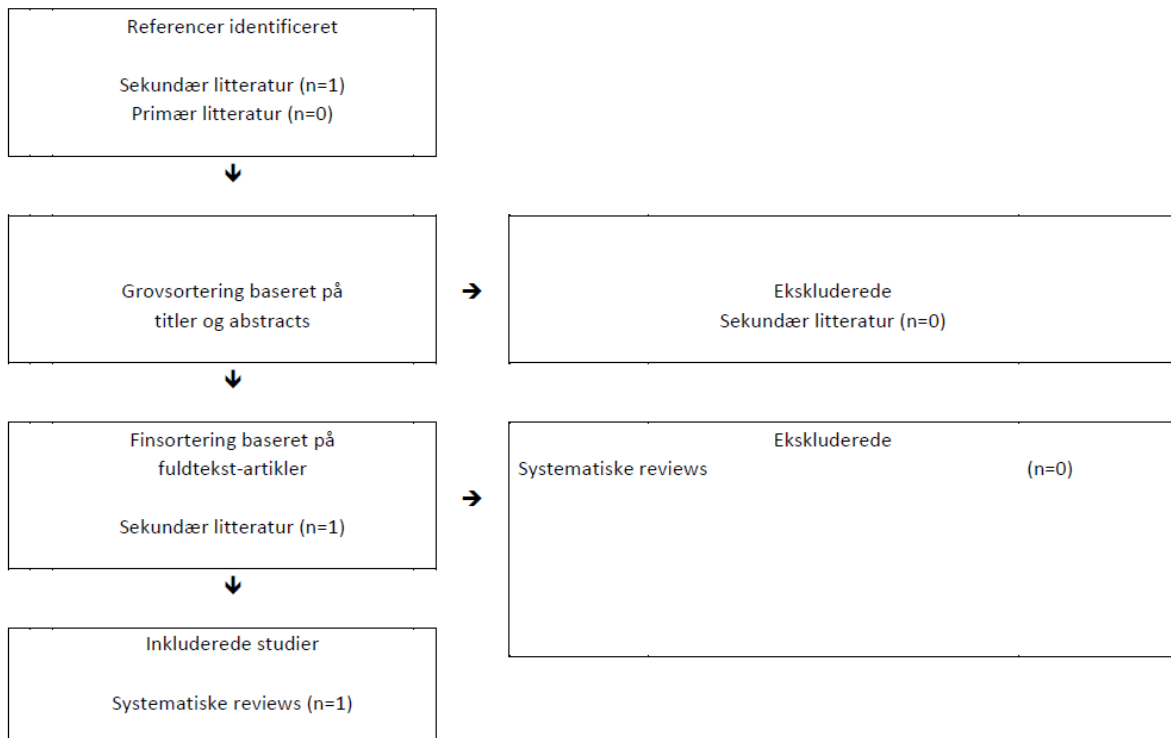 Referencer identificeret
Sekundær litteratur (n=1)
Primær litteratur (n=0)
Grovsortering baseret på
titler og abstracts
Ekskluderede
Sekundær litteratur (n=0)
Finsortering baseret på
fuldtekst-artikler
Sekundær litteratur (n=1)
Ekskluderede
Systematiske reviews (n=0)
Inkluderede studier
Systematiske reviews (n=1)